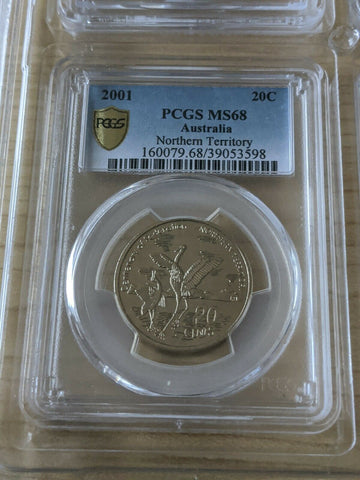 2001 20C
PCGS MS68
Australia
Northern Territory
160079.68/39053598
PCGS
20